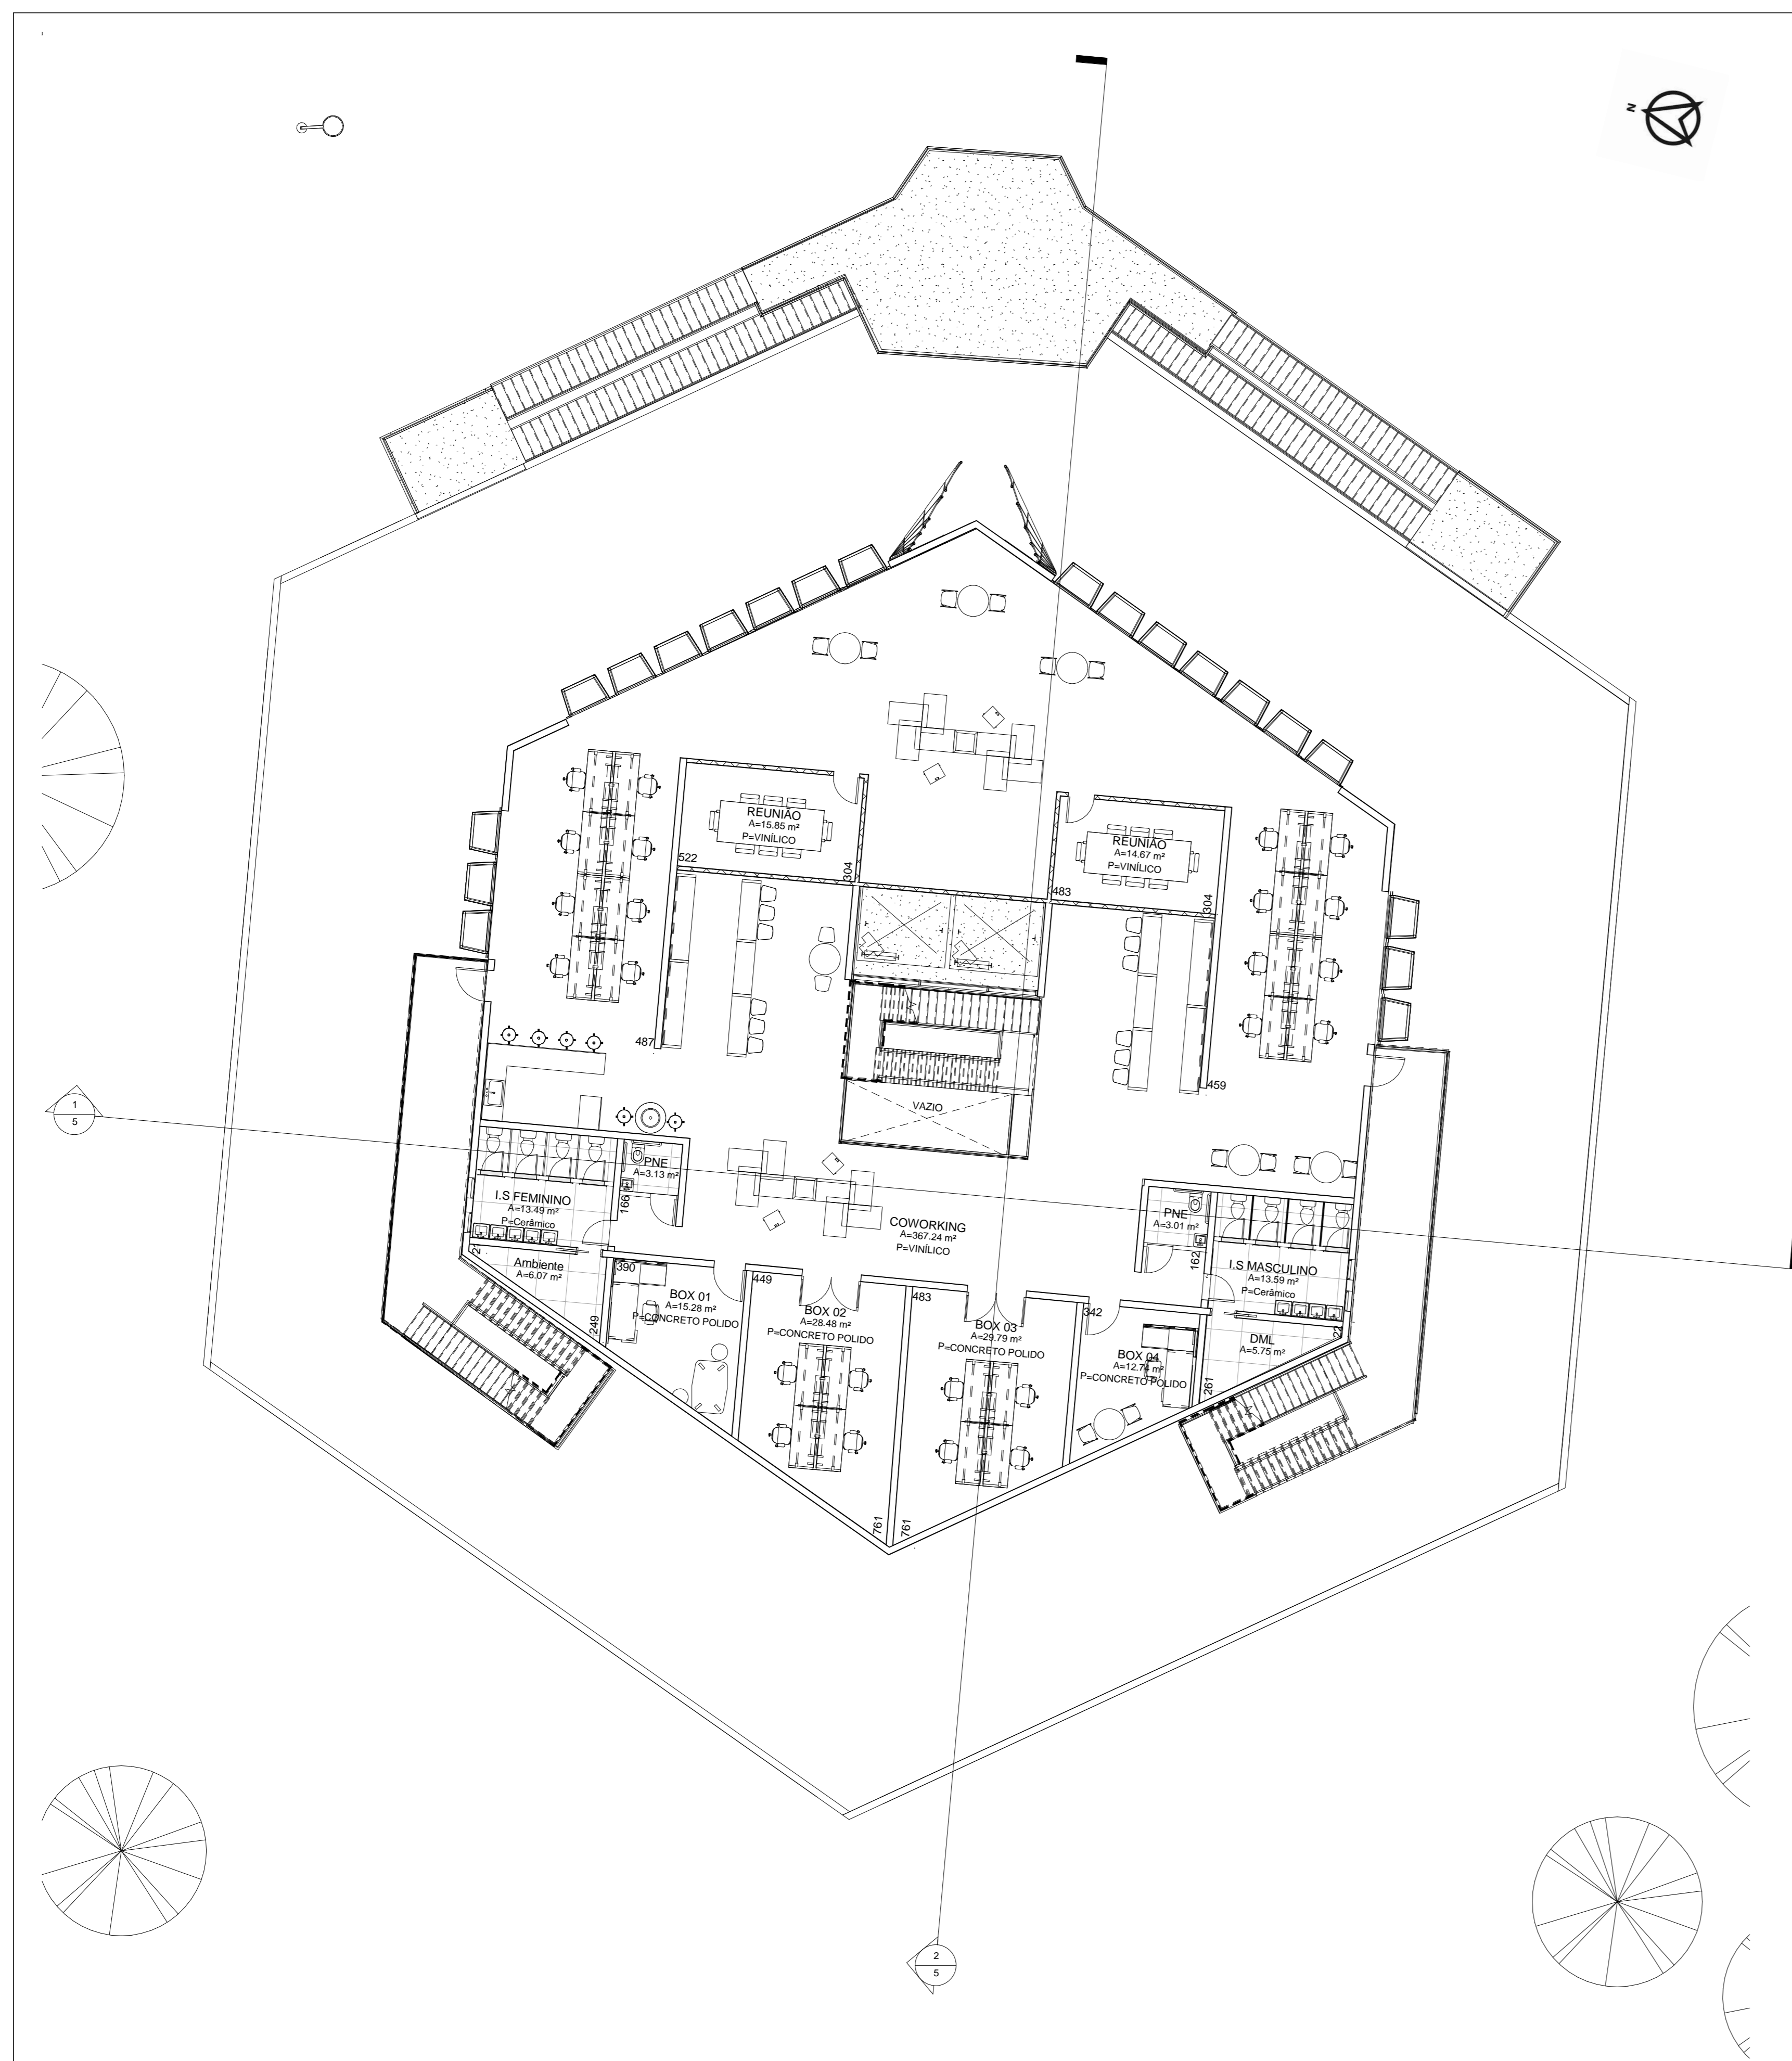 N
REUNIÃO
A=15.85 m²
P=VINÍLICO
522
304
REUNIÃO
A=14.67 m²
P=VINÍLICO
483
304
487
459
VAZIO
1
5
PNE
A=3.13 m²
166
I.S FEMININO
A=13.49 m²
P=Cerâmico
2
Ambiente
A=6.07 m²
249
COWORKING
A=367.24 m²
P=VINÍLICO
PNE
A=3.01 m²
162
I.S MASCULINO
A=13.59 m²
P=Cerâmico
22
DML
A=5.75 m²
261
390
BOX 01
A=15.28 m²
P=CONCRETO POLIDO
449
BOX 02
A=28.48 m²
P=CONCRETO POLIDO
761
483
BOX 03
A=29.79 m²
P=CONCRETO POLIDO
761
342
BOX 04
A=12.74 m²
P=CONCRETO POLIDO
2
5